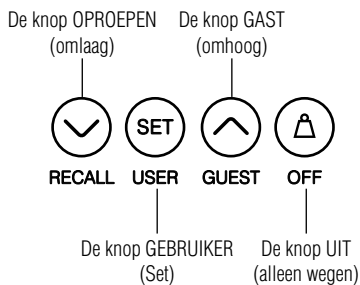 De knop OPROEPEN
(omlaag)
De knop GAST
(omhoog)
SET
RECALL USER GUEST OFF
De knop GEBRUIKER
(Set)
De knop UIT
(alleen wegen)